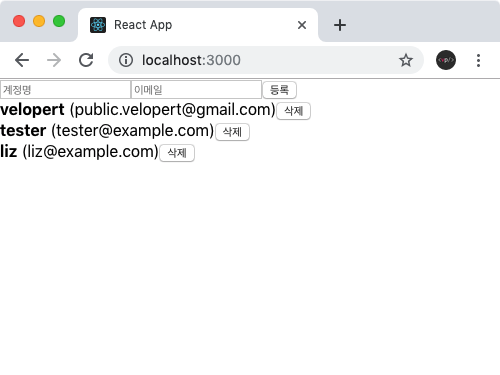 React App
localhost:3000
계정명 이메일 등록
velopert (public.velopert@gmail.com) 삭제
tester (tester@example.com) 삭제
liz (liz@example.com) 삭제